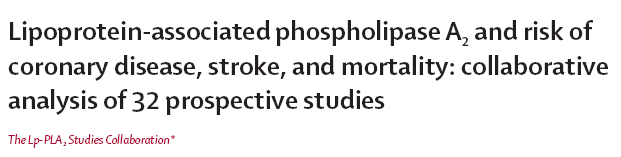 Lipoprotein-associated phospholipase A₂ and risk of
coronary disease, stroke, and mortality: collaborative
analysis of 32 prospective studies
The Lp-PLA₂ Studies Collaboration*